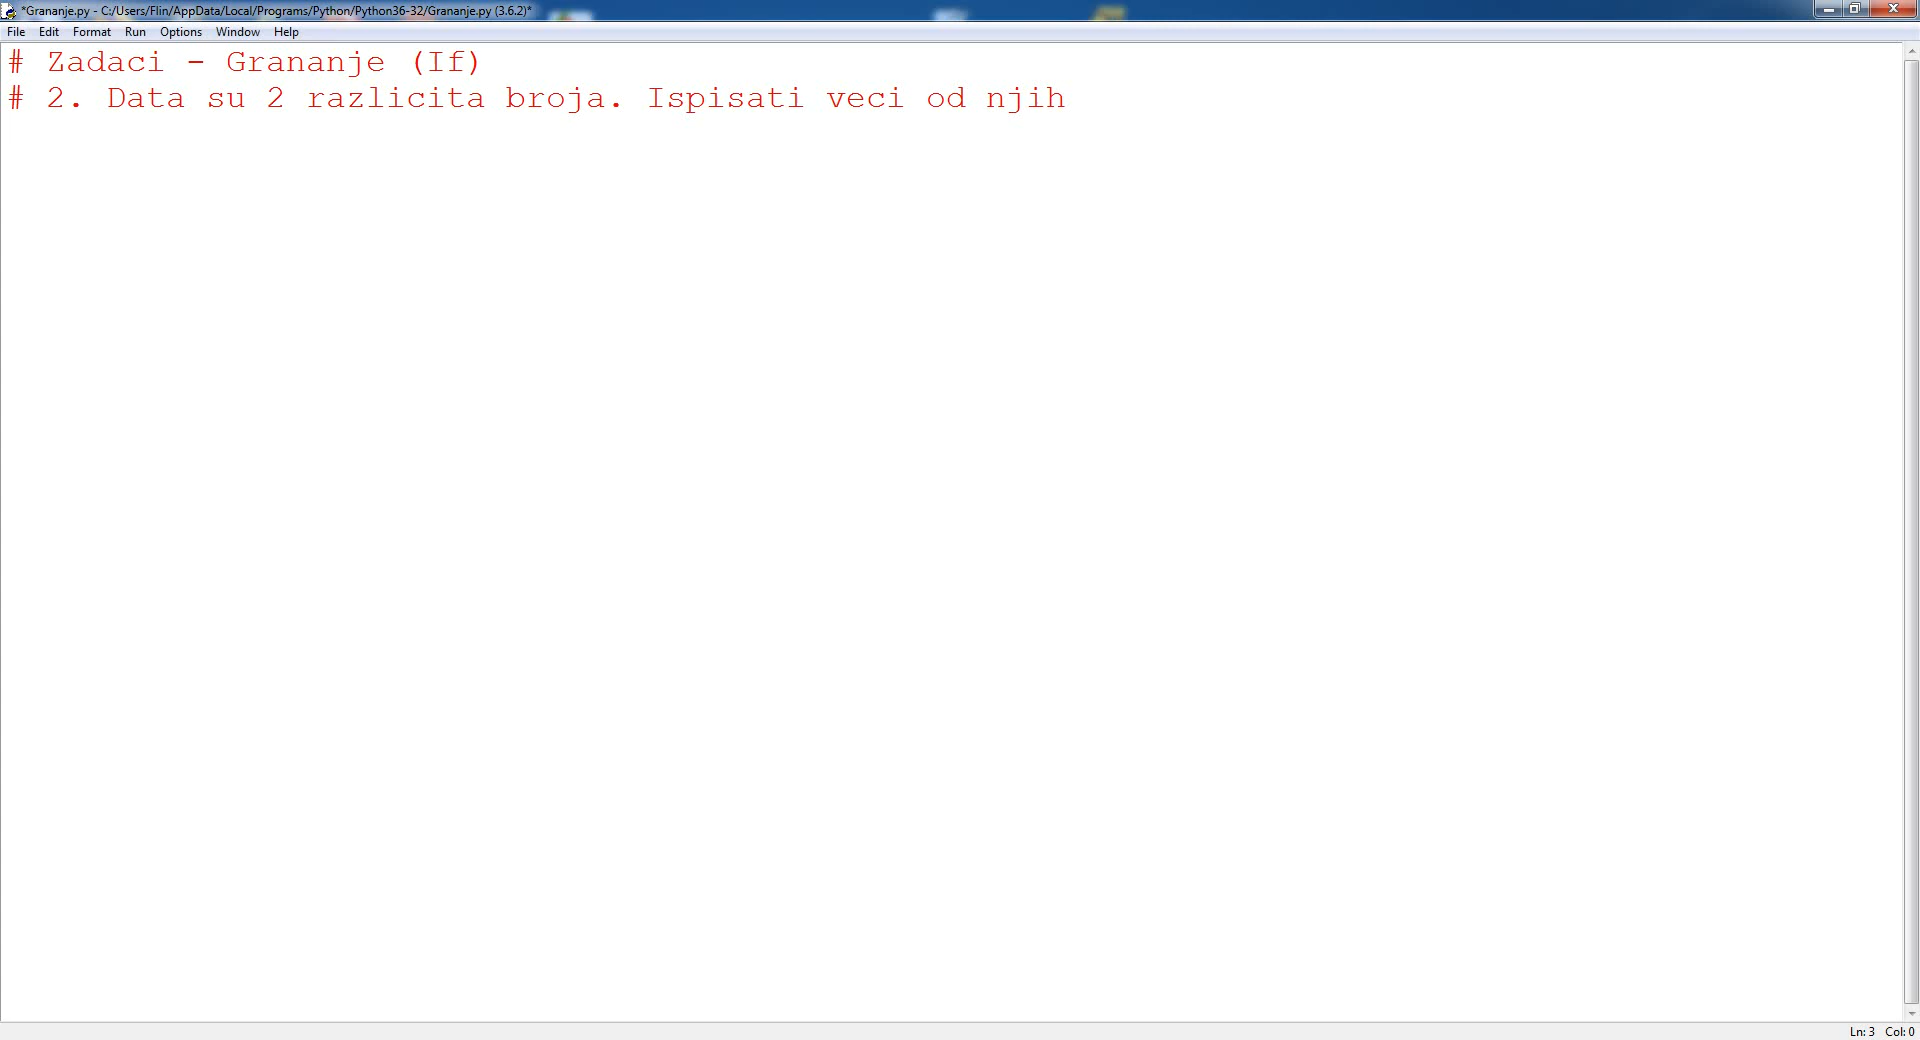 *Grananje.py - C:/Users/Flin/AppData/Local/Programs/Python/Python36-32/Grananje.py (3.6.2)*
File Edit Format Run Options Window Help
# Zadaci - Grananje (If)
# 2. Data su 2 razlicita broja. Ispisati veci od njih
Ln: 3 Col: 0